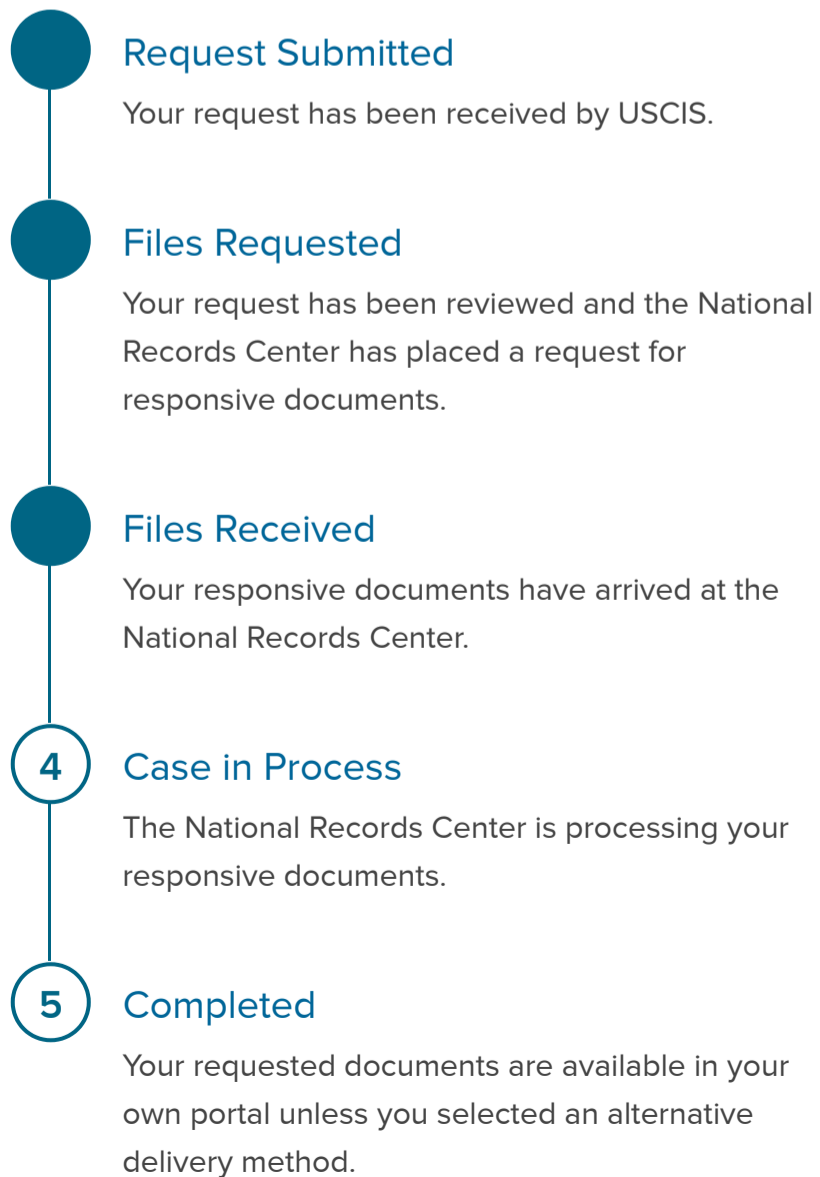 Request Submitted
Your request has been received by USCIS.
Files Requested
Your request has been reviewed and the National
Records Center has placed a request for
responsive documents.
Files Received
Your responsive documents have arrived at the
National Records Center.
4 Case in Process
The National Records Center is processing your
responsive documents.
5 Completed
Your requested documents are available in your
own portal unless you selected an alternative
delivery method.